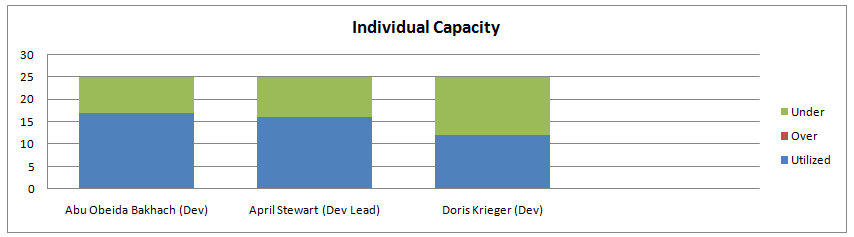 Individual Capacity
30
25
20
15
10
5
0
Under
Over
Utilized
Abu Obeida Bakhach (Dev) April Stewart (Dev Lead) Doris Krieger (Dev)